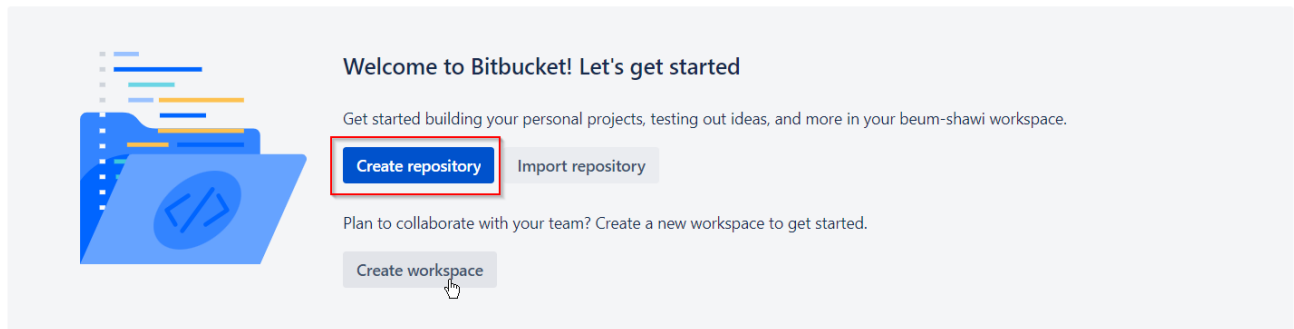 Welcome to Bitbucket! Let's get started
Get started building your personal projects, testing out ideas, and more in your beum-shawi workspace.
Create repository Import repository
Plan to collaborate with your team? Create a new workspace to get started.
Create workspace